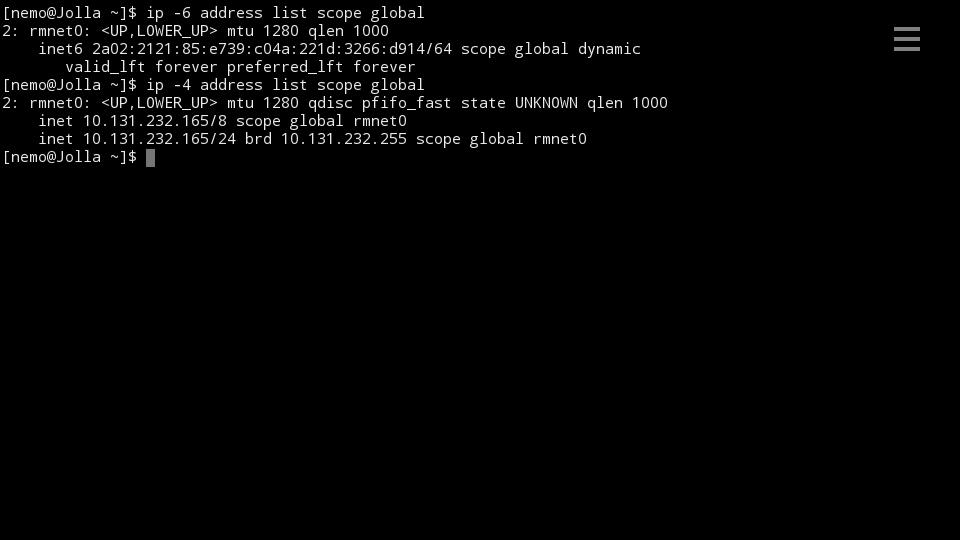 [nemo@Jolla ~]$ ip -6 address list scope global
2: rmnet0: <UP,LOWER_UP> mtu 1280 qlen 1000
    inet6 2a02:2121:85:e739:c04a:221d:3266:d914/64 scope global dynamic
       valid_lft forever preferred_lft forever
[nemo@Jolla ~]$ ip -4 address list scope global
2: rmnet0: <UP,LOWER_UP> mtu 1280 qdisc pfifo_fast state UNKNOWN qlen 1000
    inet 10.131.232.165/8 scope global rmnet0
    inet 10.131.232.165/24 brd 10.131.232.255 scope global rmnet0
[nemo@Jolla ~]$